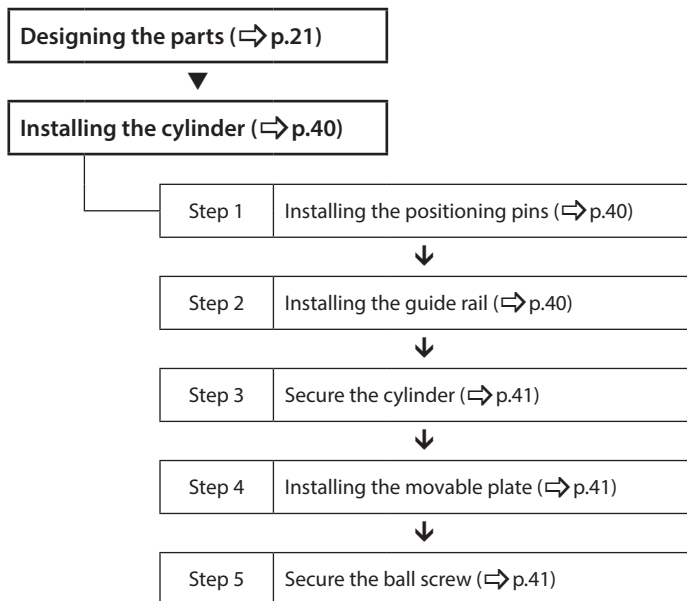 Designing the parts (⇨p.21)
▼
Installing the cylinder (⇨p.40)
Step 1 Installing the positioning pins (⇨p.40)
↓
Step 2 Installing the guide rail (⇨p.40)
↓
Step 3 Secure the cylinder (⇨p.41)
↓
Step 4 Installing the movable plate (⇨p.41)
↓
Step 5 Secure the ball screw (⇨p.41)